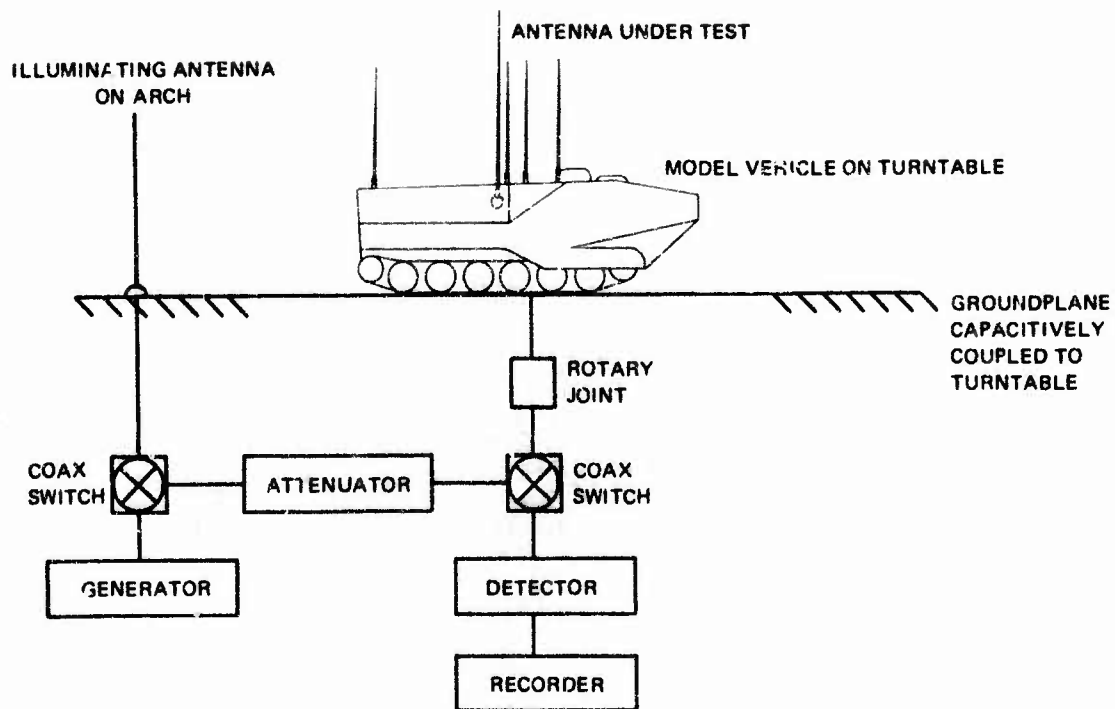 ANTENNA UNDER TEST
ILLUMINATING ANTENNA
ON ARCH
MODEL VEHICLE ON TURNTABLE
GROUNDPLANE
CAPACITIVELY
COUPLED TO
TURNTABLE
ROTARY
JOINT
COAX
SWITCH
ATTENUATOR
COAX
SWITCH
GENERATOR
DETECTOR
RECORDER